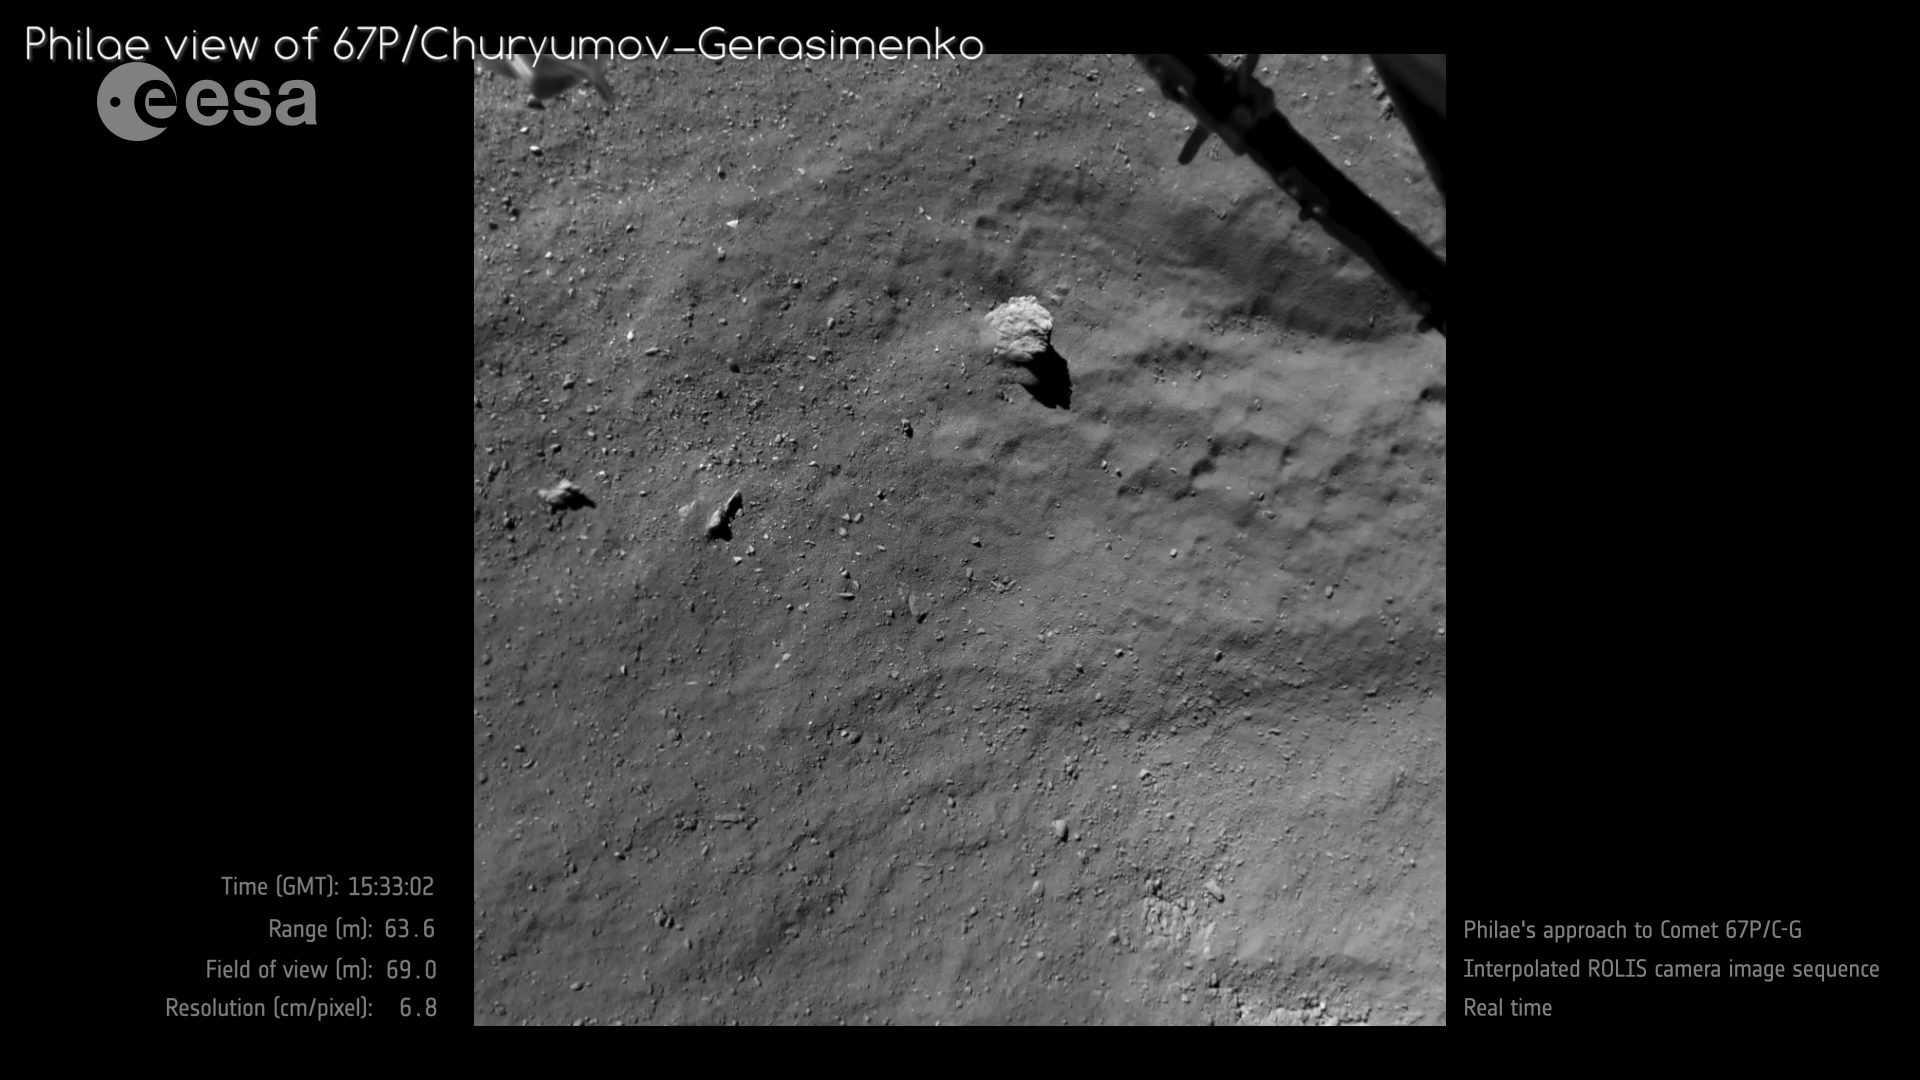 Philae view of 67P/Churyumov-Gerasimenko
esa
Time (GMT): 15:33:02
Range (m): 63.6
Field of view (m): 69.0
Resolution (cm/pixel): 6.8
Philae's approach to Comet 67P/C-G
Interpolated ROLIS camera image sequence
Real time